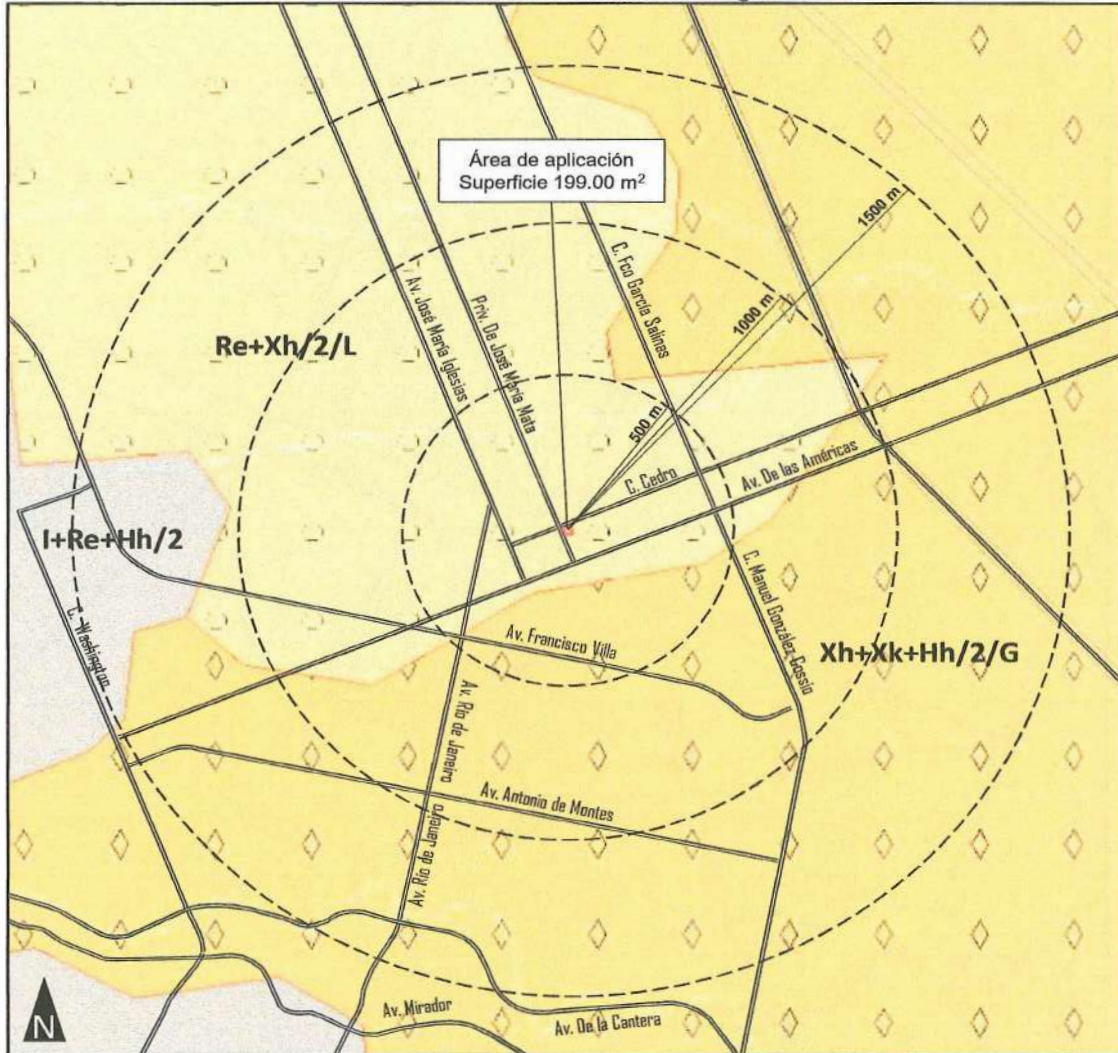 Área de aplicación
Superficie 199.00 m²
1500 m
1000 m
500 m
C. Fco García Salinas
Av. José María Iglesias
Priv. De José María Mata
Re+Xh/2/L
C. Cedro
Av. De las Américas
I+Re+Hh/2
C. Washington
Av. Francisco Villa
C. Manuel González Cossío
Xh+Xk+Hh/2/G
Av. Río de Janeiro
Av. Antonio de Montes
Av. Río de Janeiro
Av. Mirador
Av. De la Cantera
N